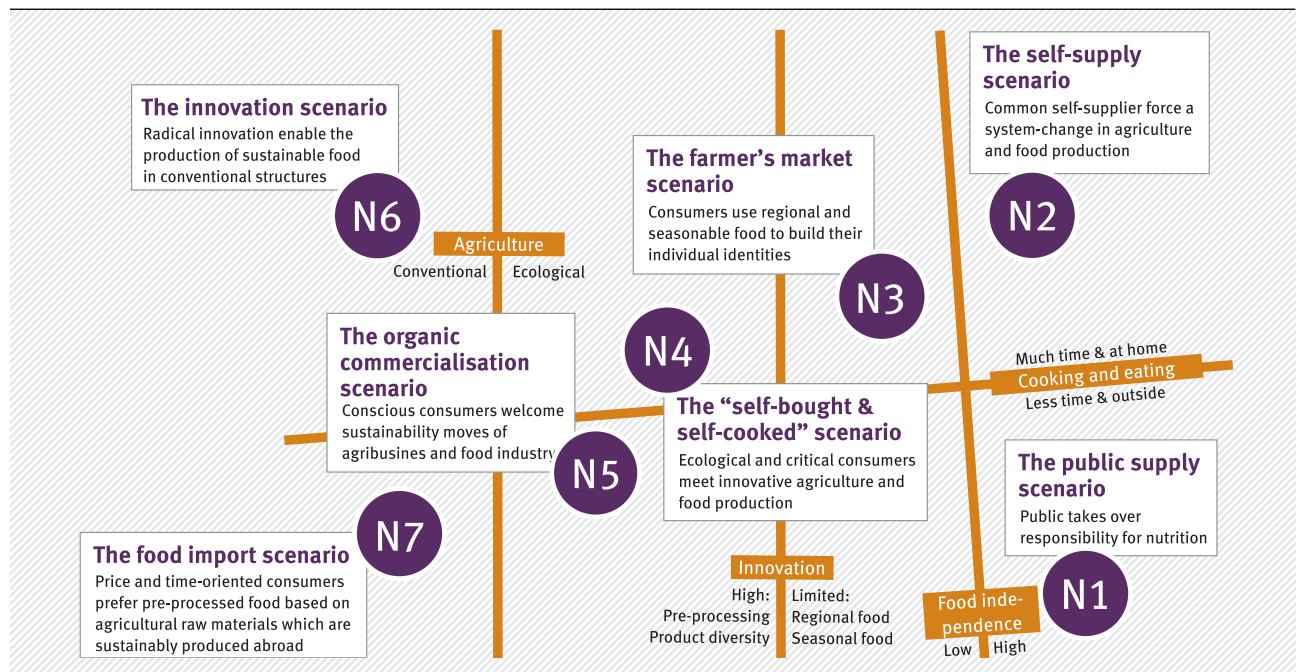 The innovation scenario
Radical innovation enable the
production of sustainable food
in conventional structures
N6
Agriculture
Conventional
Ecological
The farmer's market
scenario
Consumers use regional and
seasonable food to build their
individual identities
N3
The self-supply
scenario
Common self-supplier force a
system-change in agriculture
and food production
N2
The organic
commercialisation
scenario
Conscious consumers welcome
sustainability moves of
agribusines and food industry
N5
N4
The “self-bought &
self-cooked” scenario
Ecological and critical consumers
meet innovative agriculture and
food production
Much time & at home
Cooking and eating
Less time & outside
The public supply
scenario
Public takes over
responsibility for nutrition
N1
N7
The food import scenario
Price and time-oriented consumers
prefer pre-processed food based on
agricultural raw materials which are
sustainably produced abroad
Innovation
High:
Pre-processing
Product diversity
Limited:
Regional food
Seasonal food
Food inde-
pendence
Low
High